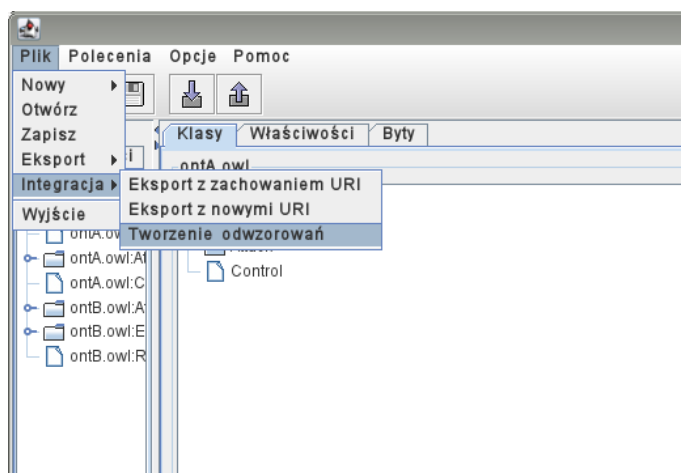 Plik Polecenia Opcje Pomoc
Nowy
Otwórz
Zapisz
Eksport
Integracja
Wyjście
Eksport z zachowaniem URI
Eksport z nowymi URI
Tworzenie odwzorowań
Klasy Właściwości Byty
ontA.owl
Control
ontA.owl:At
ontA.owl:C
ontB.owl:A
ontB.owl:E
ontB.owl:R